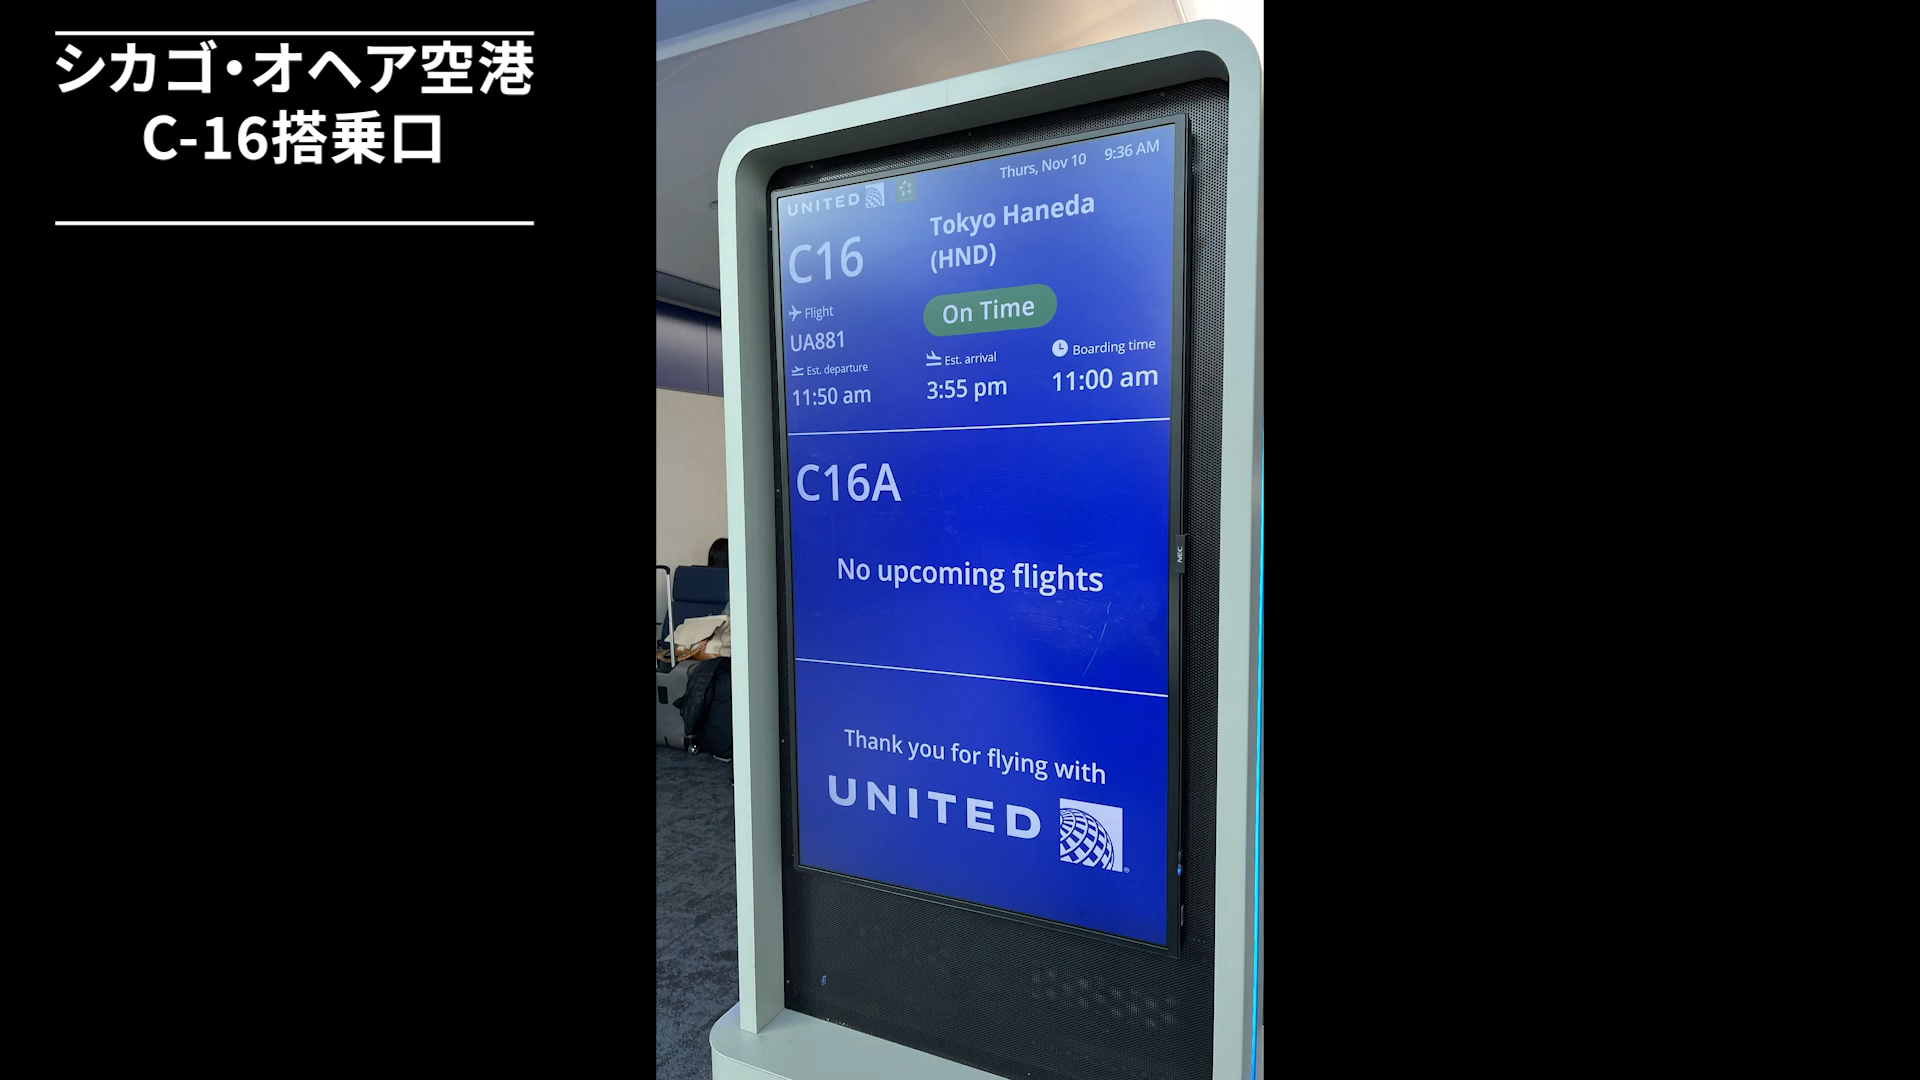 シカゴ・オヘア空港
C-16搭乗口
Thurs, Nov 10 9:36 AM
UNITED
C16
Tokyo Haneda
(HND)
Flight
UA881
On Time
Est. departure
11:50 am
Est. arrival
3:55 pm
Boarding time
11:00 am
C16A
No upcoming flights
Thank you for flying with
UNITED
NEC